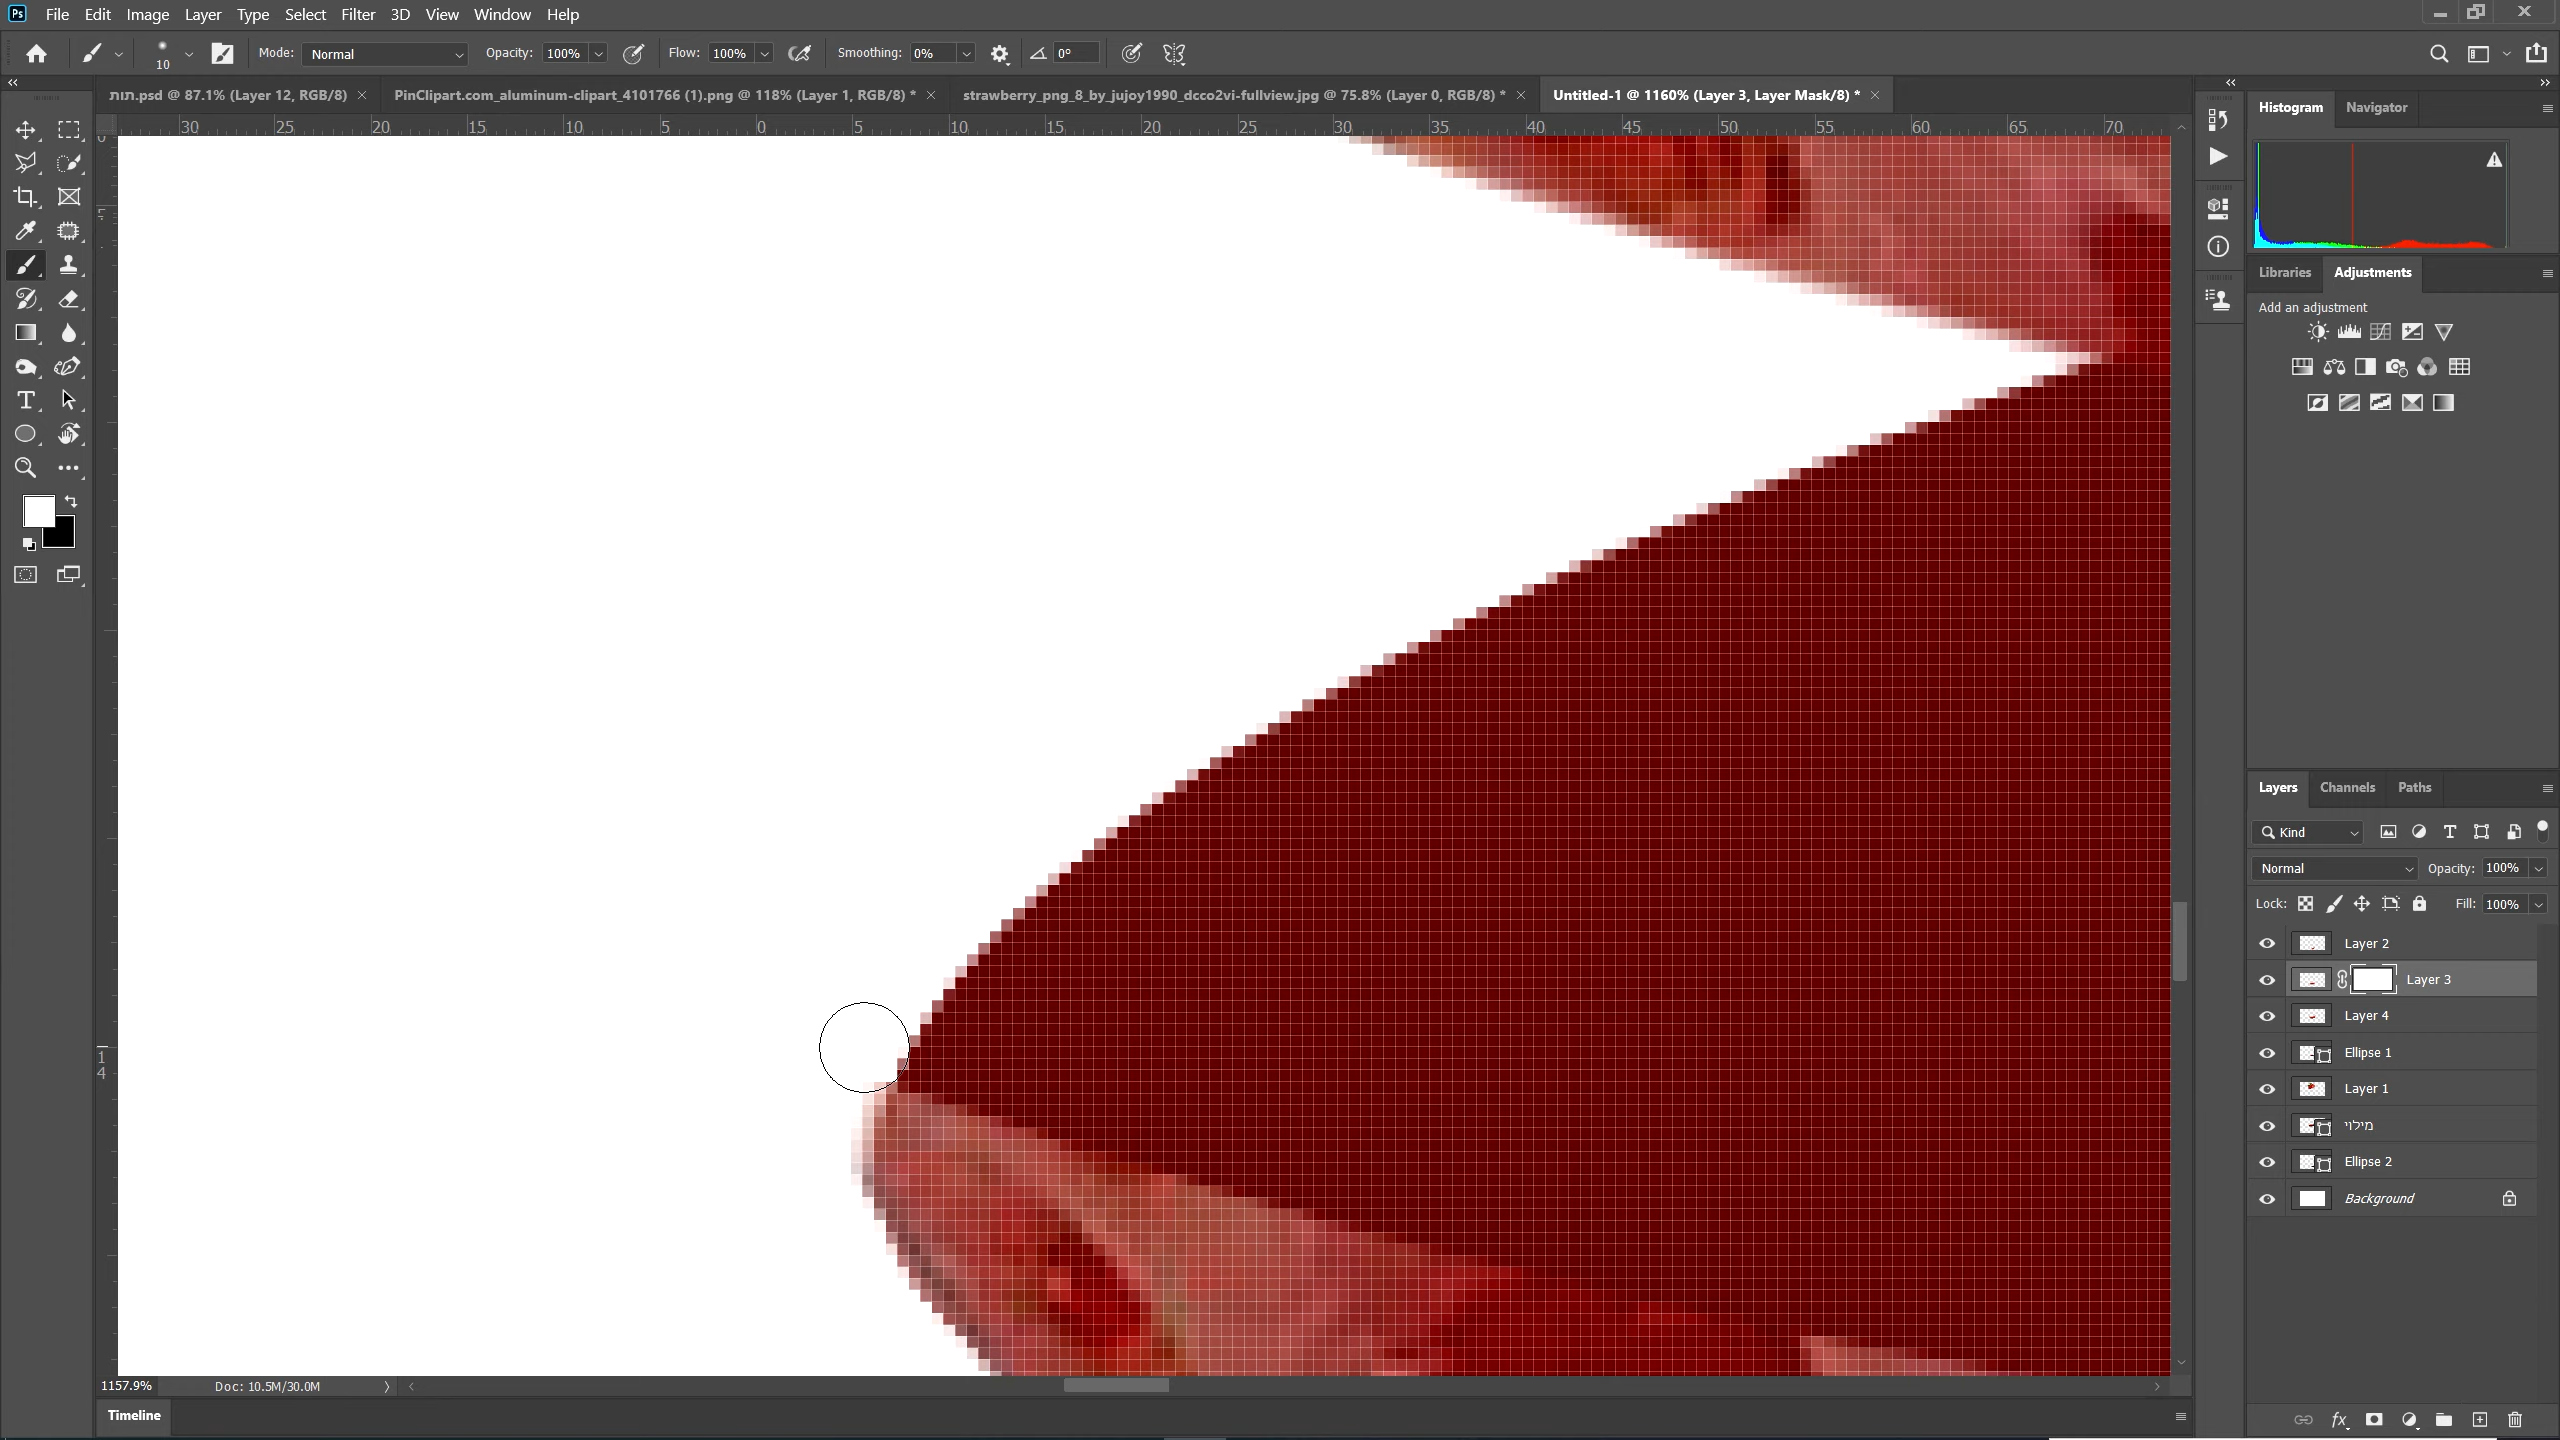 Ps File Edit Image Layer Type Select Filter 3D View Window Help
10 Mode: Normal Opacity: 100% Flow: 100% Smoothing: 0% 0°
תות.psd @ 87.1% (Layer 12, RGB/8) PinClipart.com_aluminum-clipart_4101766 (1).png @ 118% (Layer 1, RGB/8) * strawberry_png_8_by_jujoy1990_dcco2vi-fullview.jpg @ 75.8% (Layer 0, RGB/8) * Untitled-1 @ 1160% (Layer 3, Layer Mask/8) *
30 25 20 15 10 5 0 5 10 15 20 25 30 35 40 45 50 55 60 65 70
Histogram Navigator
Libraries Adjustments
Add an adjustment
Layers Channels Paths
Kind
Normal Opacity: 100%
Lock: Fill: 100%
Layer 2
Layer 3
Layer 4
Ellipse 1
Layer 1
מילוי
Ellipse 2
Background
1
4
1157.9% Doc: 10.5M/30.0M
Timeline
fx